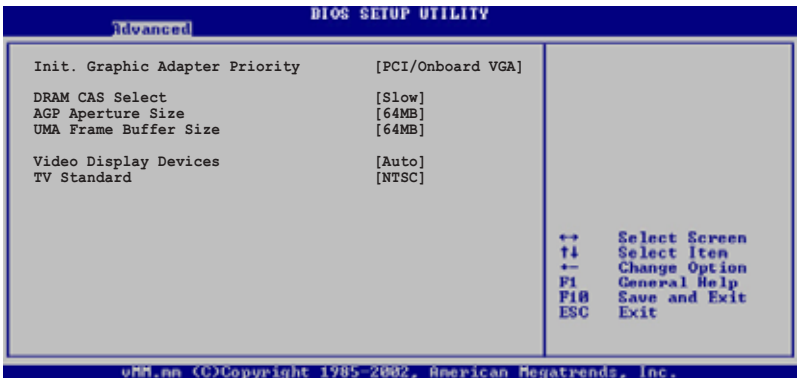 BIOS SETUP UTILITY
Advanced
Init. Graphic Adapter Priority [PCI/Onboard VGA]
DRAM CAS Select [Slow]
AGP Aperture Size [64MB]
UMA Frame Buffer Size [64MB]
Video Display Devices [Auto]
TV Standard [NTSC]
↔ Select Screen
↑↓ Select Item
+- Change Option
F1 General Help
F10 Save and Exit
ESC Exit
vMM.mm (C)Copyright 1985-2002, American Megatrends, Inc.